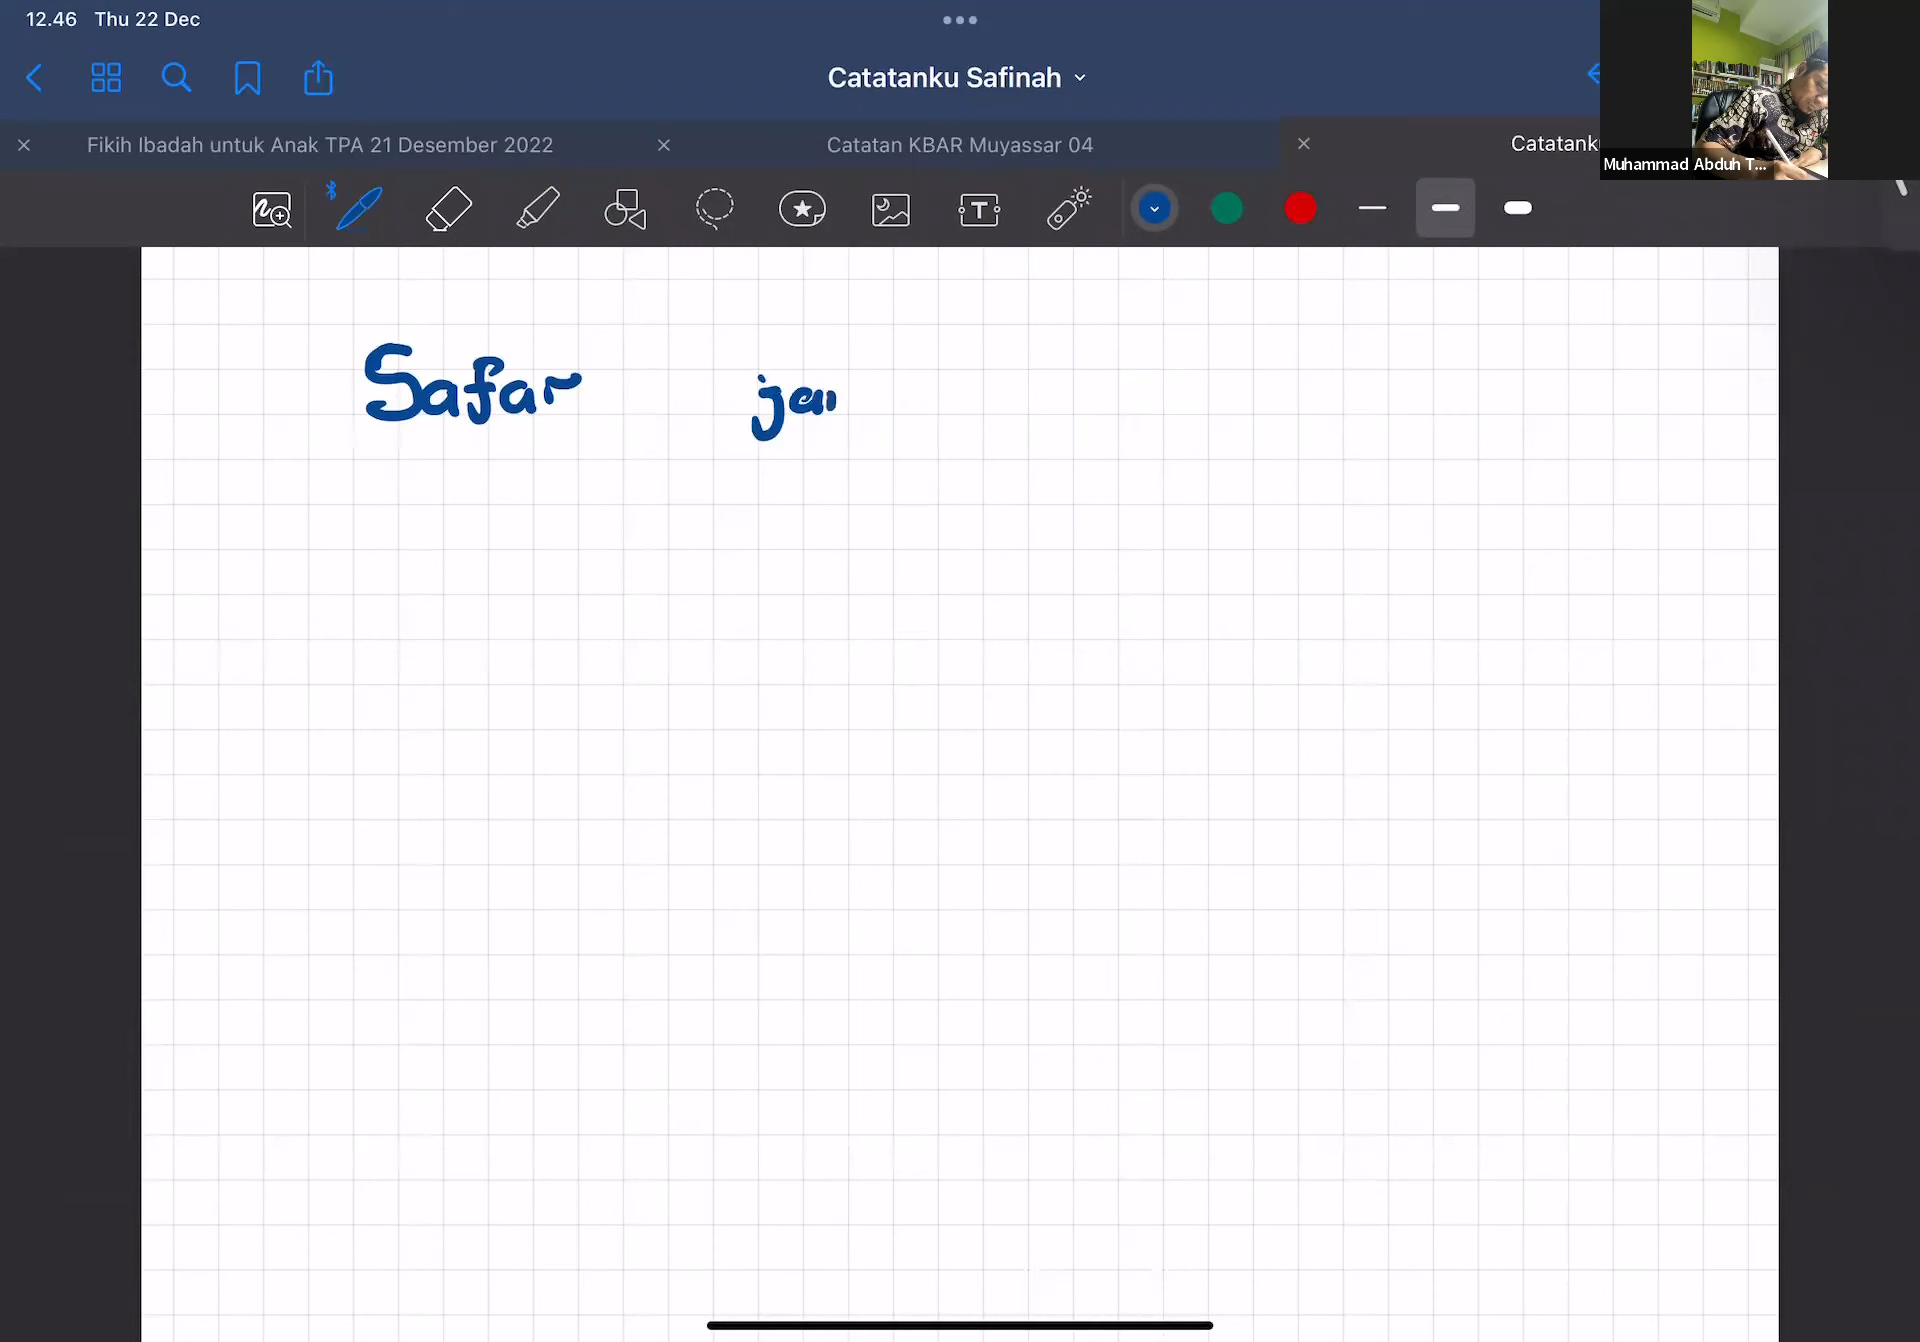 12.46 Thu 22 Dec
Catatanku Safinah
Fikih Ibadah untuk Anak TPA 21 Desember 2022
Catatan KBAR Muyassar 04
Catatank
Muhammad Abduh T...
T
Safar